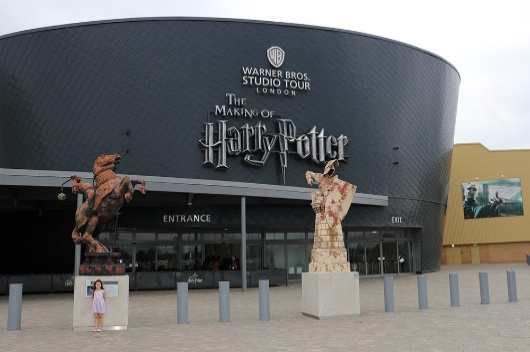 WB
WARNER BROS.
STUDIO TOUR
LONDON
THE
MAKING OF
Harry Potter
ENTRANCE
EXIT